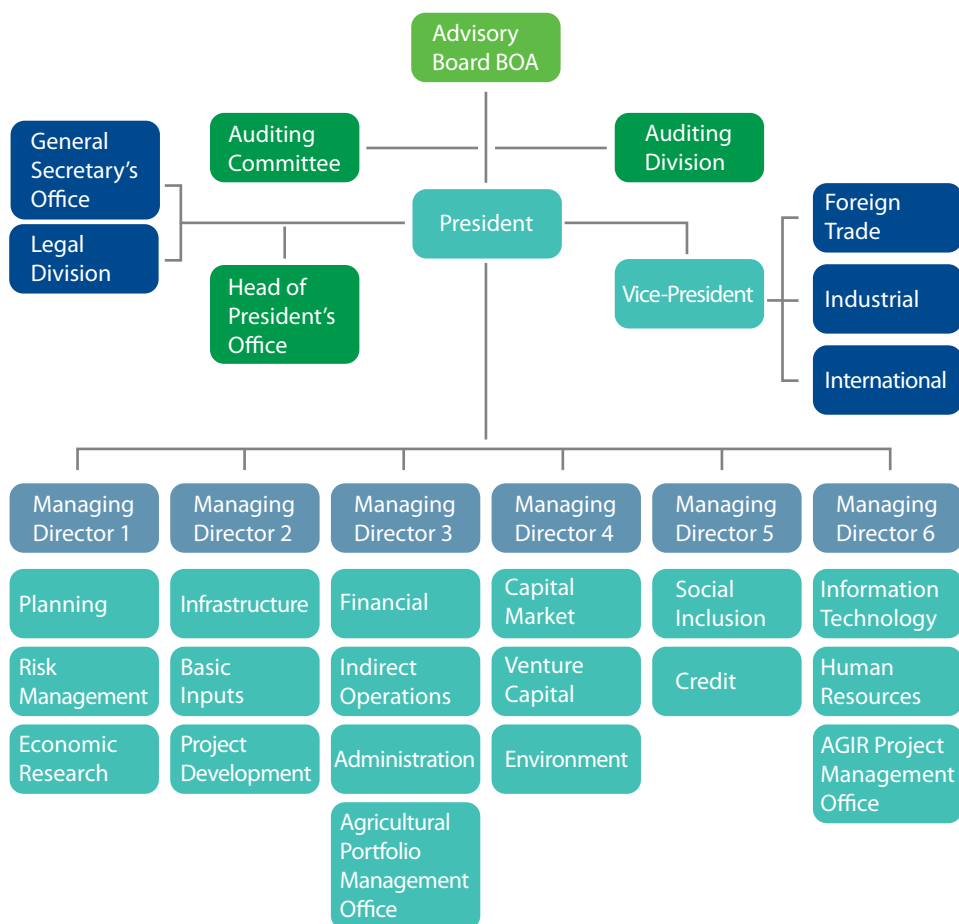 Advisory
Board BOA
Auditing
Committee
Auditing
Division
General
Secretary’s
Office
Legal
Division
President
Head of
President’s
Office
Vice-President
Foreign
Trade
Industrial
International
Managing
Director 1
Planning
Risk
Management
Economic
Research
Managing
Director 2
Infrastructure
Basic
Inputs
Project
Development
Managing
Director 3
Financial
Indirect
Operations
Administration
Agricultural
Portfolio
Management
Office
Managing
Director 4
Capital
Market
Venture
Capital
Environment
Managing
Director 5
Social
Inclusion
Credit
Managing
Director 6
Information
Technology
Human
Resources
AGIR Project
Management
Office